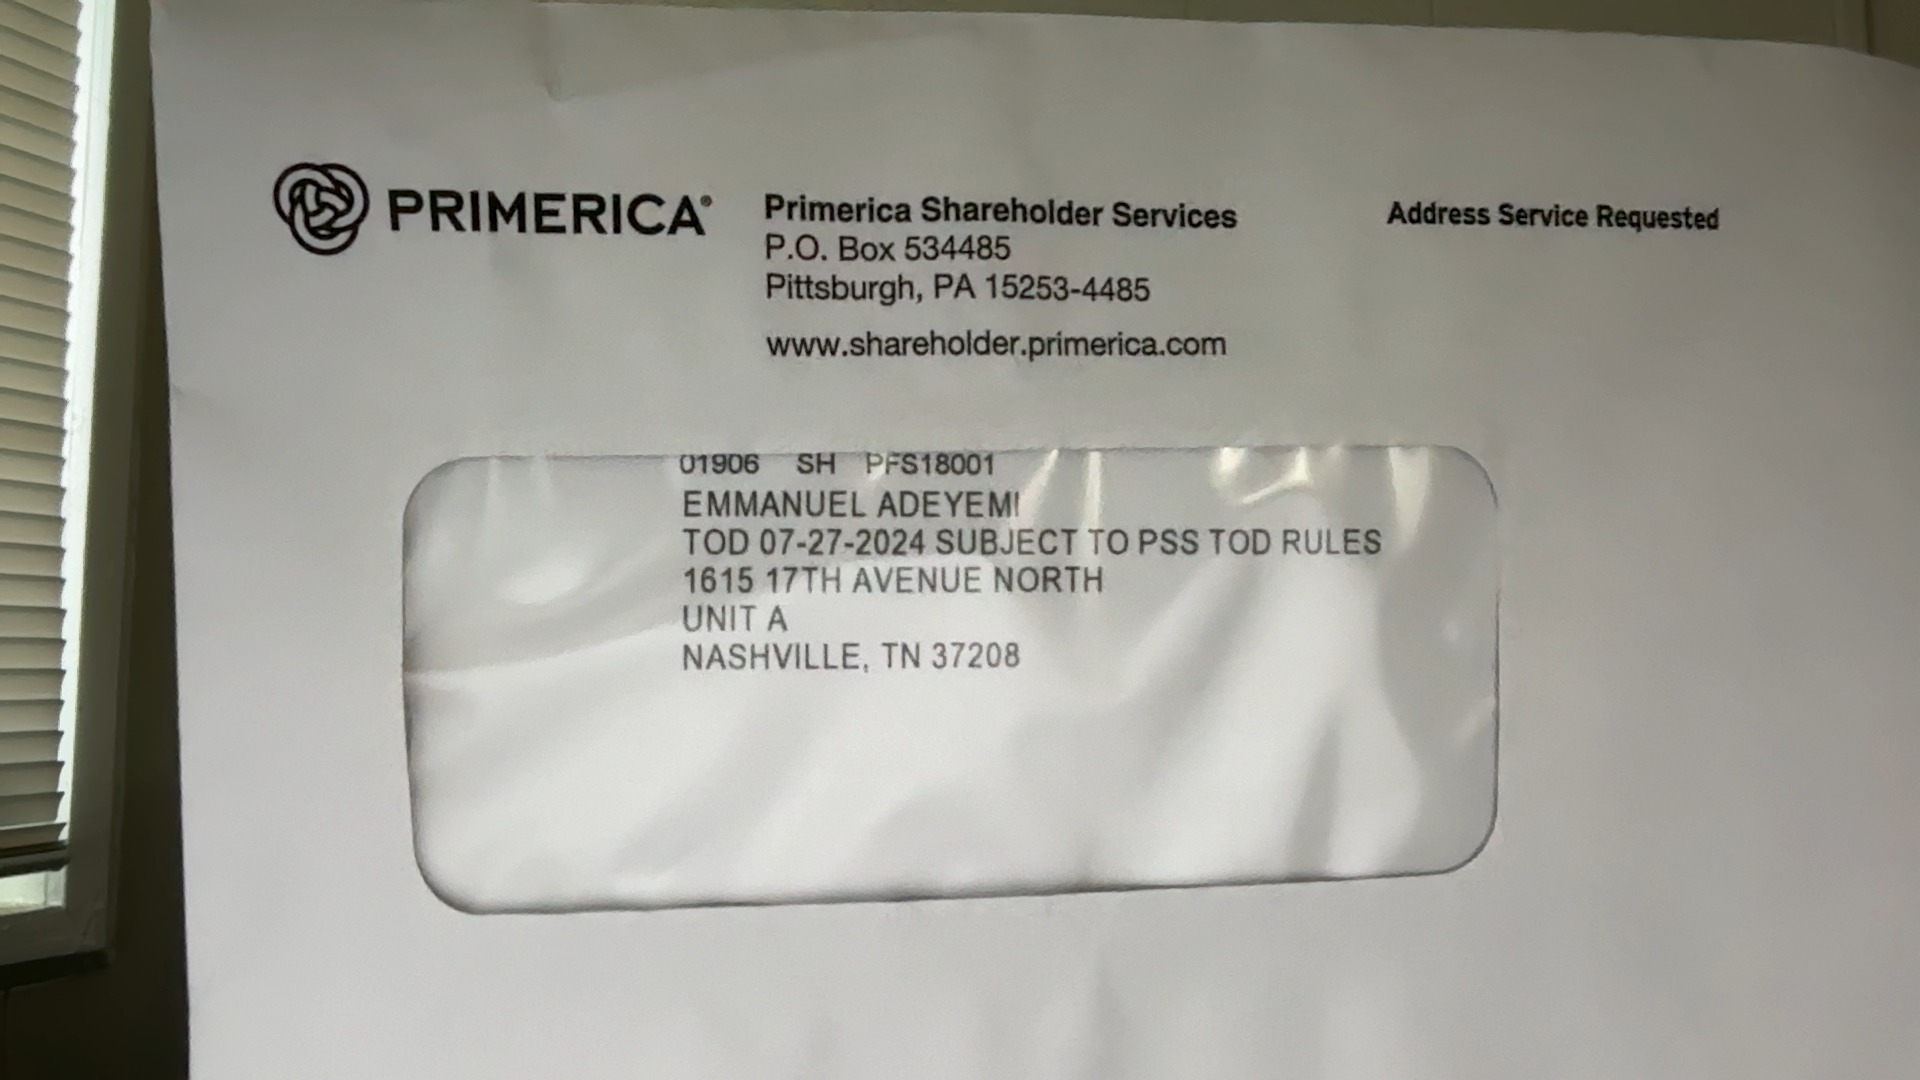 PRIMERICA®
Primerica Shareholder Services
P.O. Box 534485
Pittsburgh, PA 15253-4485
www.shareholder.primerica.com
Address Service Requested
01906 SH PFS18001
EMMANUEL ADEYEMI
TOD 07-27-2024 SUBJECT TO PSS TOD RULES
1615 17TH AVENUE NORTH
UNIT A
NASHVILLE, TN 37208